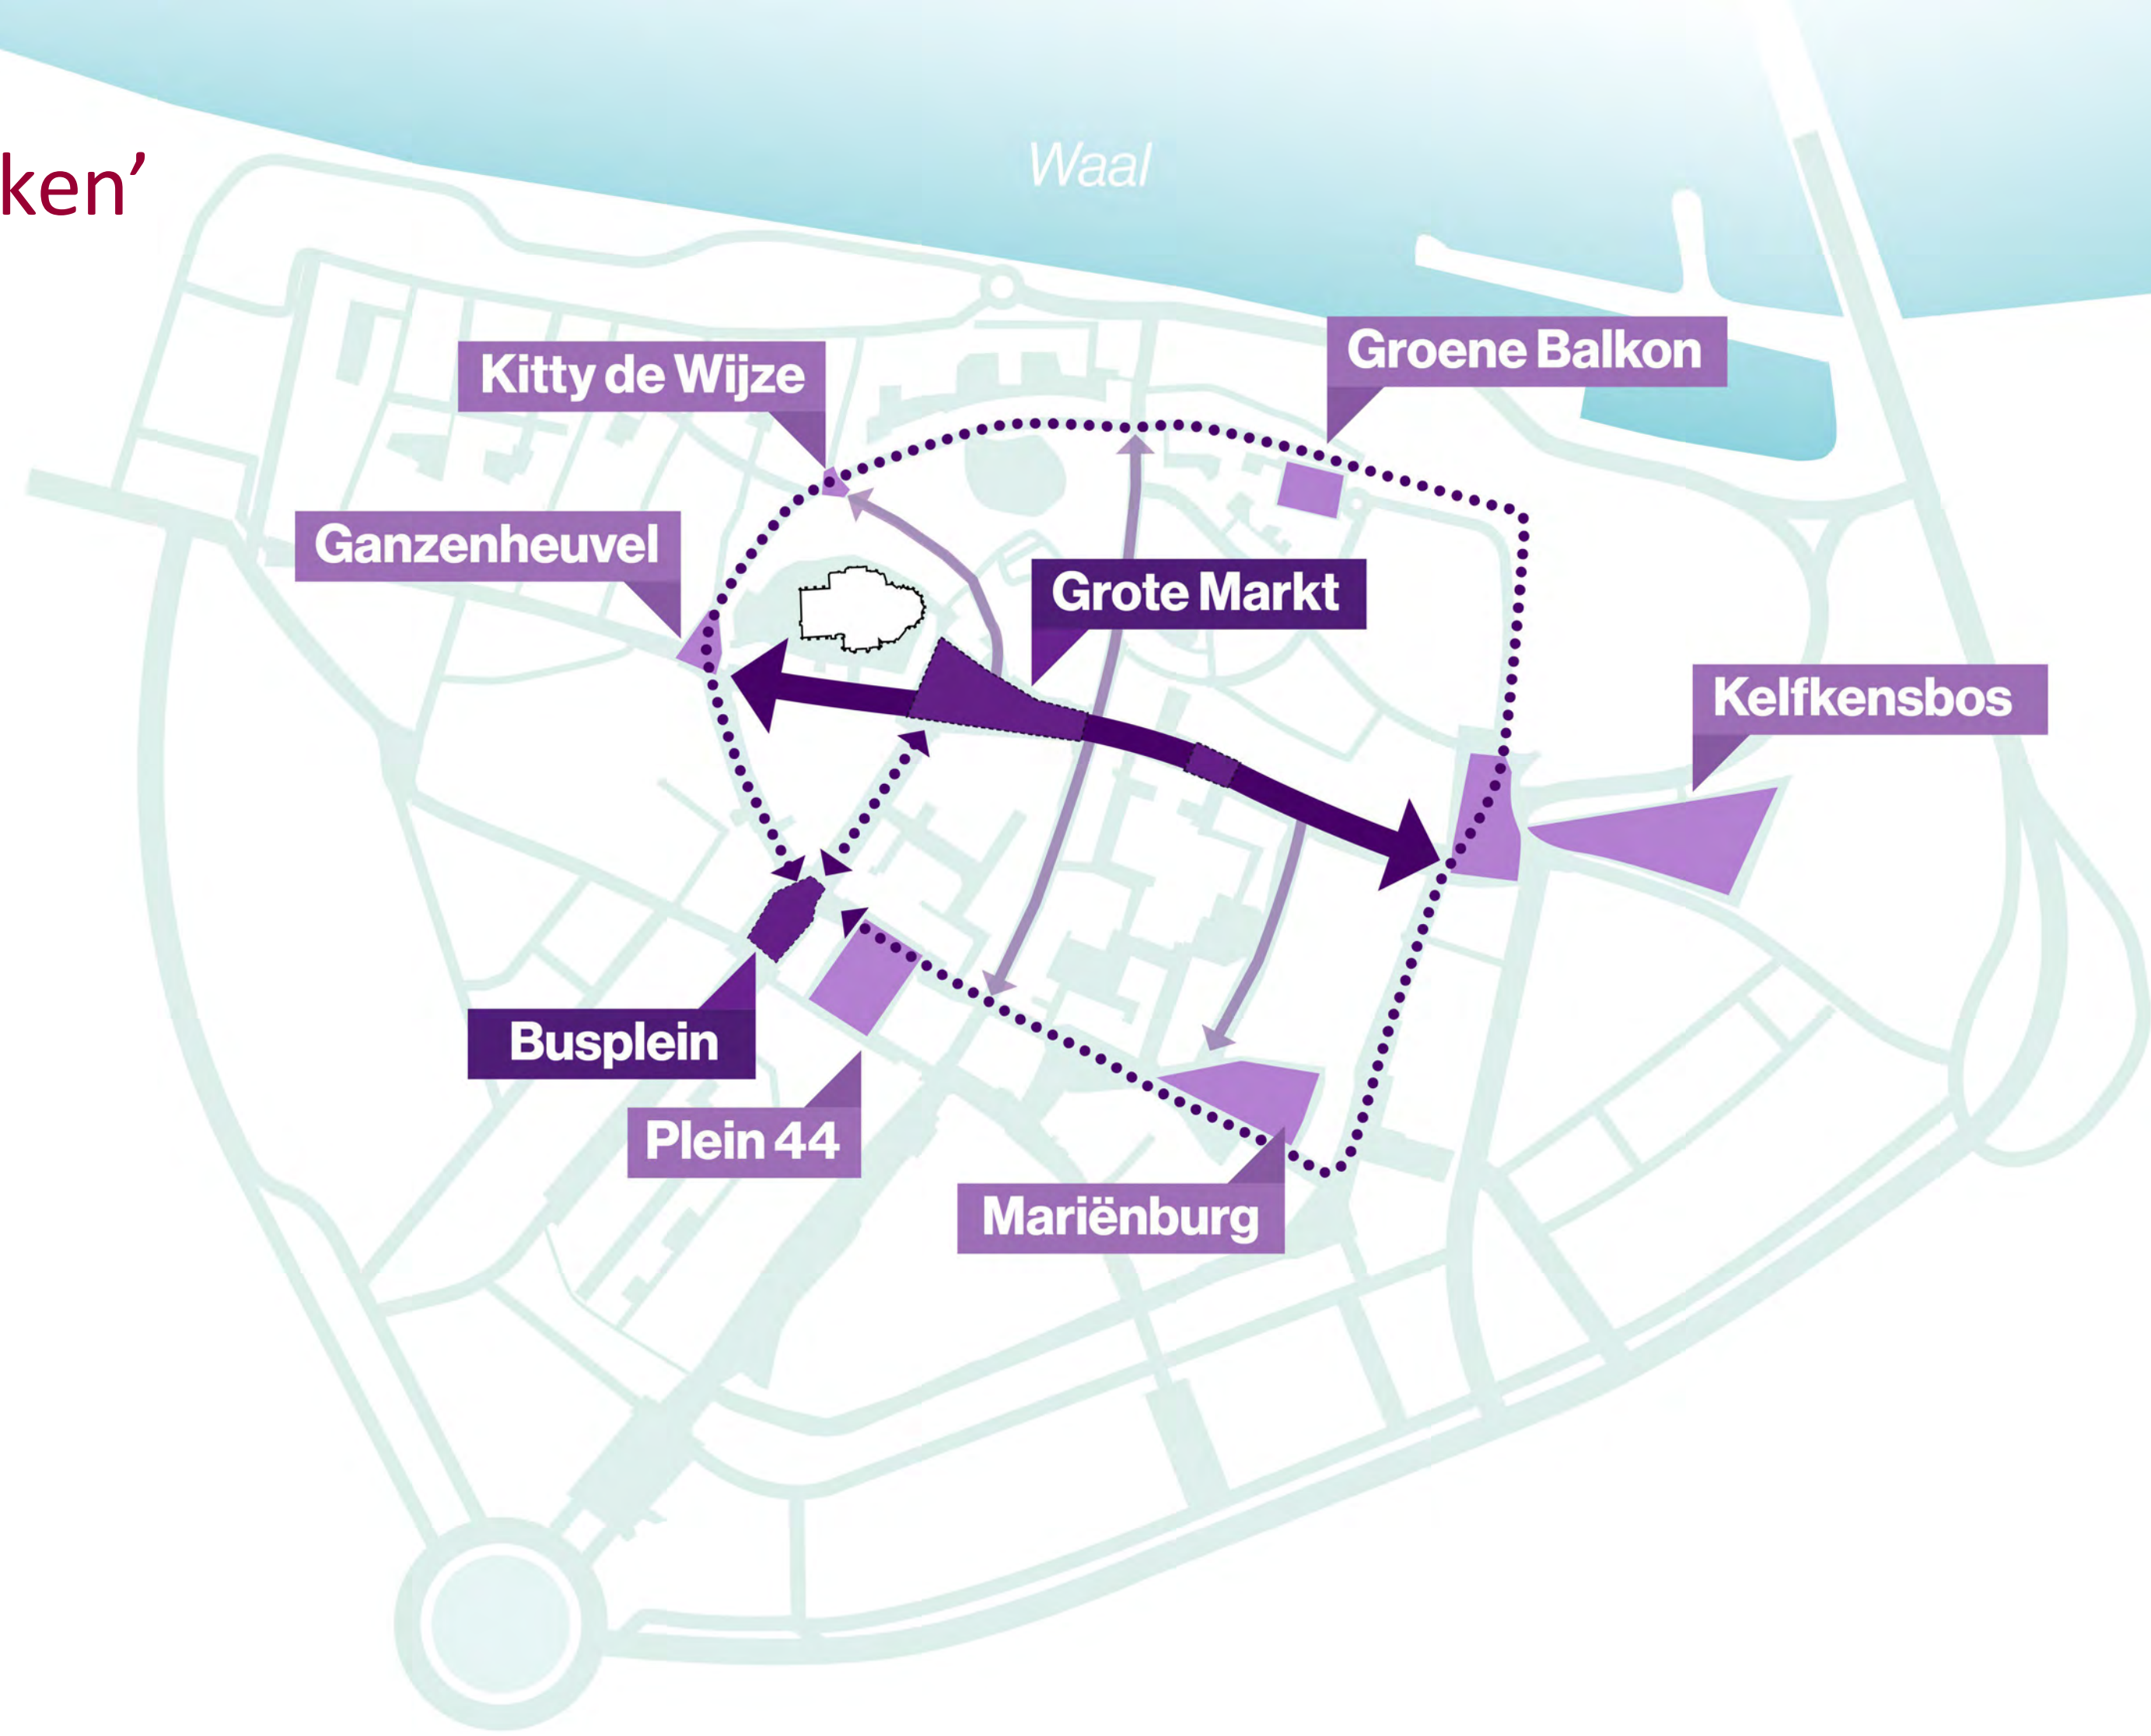 ken’
Waal
Groene Balkon
Kitty de Wijze
Ganzenheuvel
Grote Markt
Kelfkensbos
Busplein
Plein 44
Mariënburg